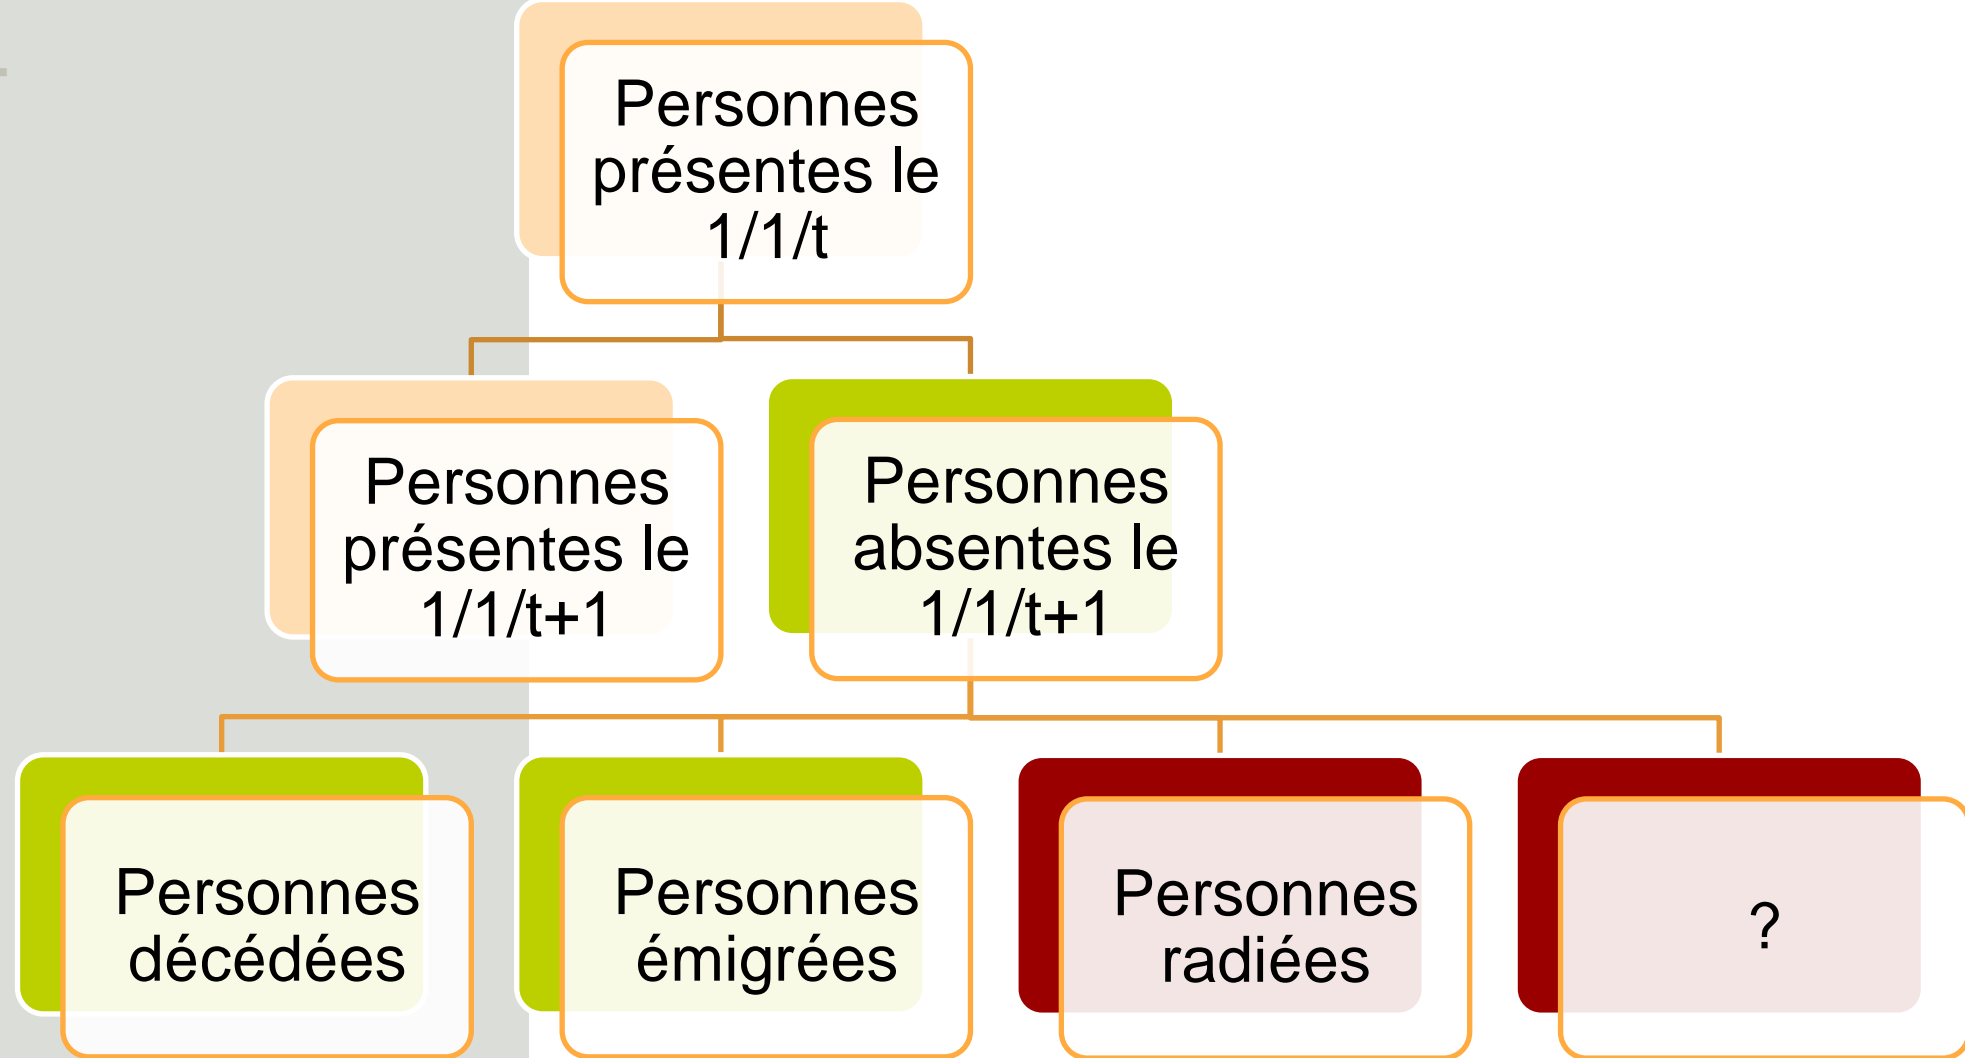 Personnes
présentes le
1/1/t
Personnes
présentes le
1/1/t+1
Personnes
absentes le
1/1/t+1
Personnes
décédées
Personnes
émigrées
Personnes
radiées
?